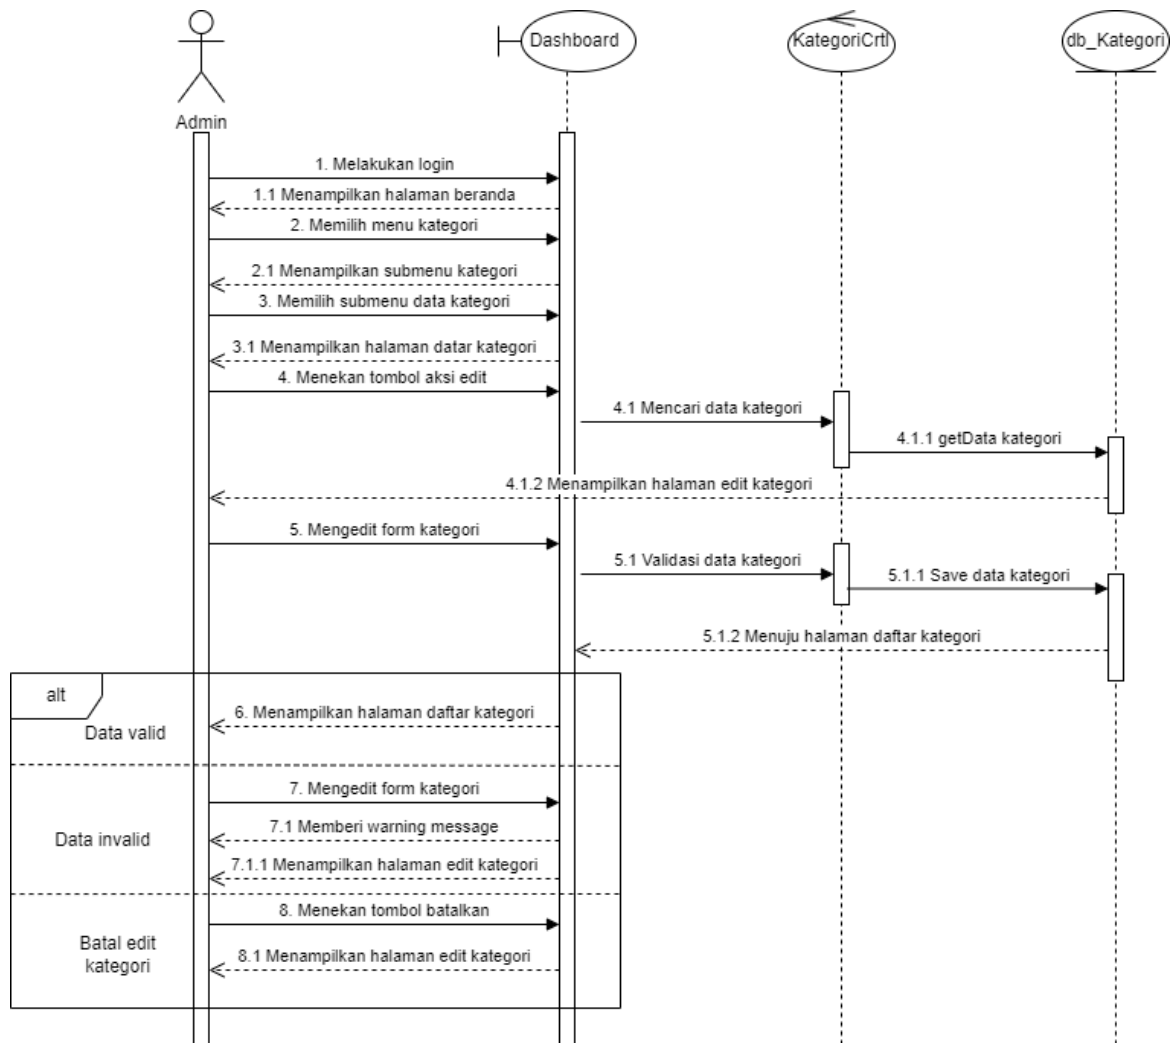 Dashboard
KategoriCrtl
db_Kategori
Admin
1. Melakukan login
1.1 Menampilkan halaman beranda
2. Memilih menu kategori
2.1 Menampilkan submenu kategori
3. Memilih submenu data kategori
3.1 Menampilkan halaman datar kategori
4. Menekan tombol aksi edit
4.1 Mencari data kategori
4.1.1 getData kategori
4.1.2 Menampilkan halaman edit kategori
5. Mengedit form kategori
5.1 Validasi data kategori
5.1.1 Save data kategori
5.1.2 Menuju halaman daftar kategori
alt
6. Menampilkan halaman daftar kategori
Data valid
7. Mengedit form kategori
7.1 Memberi warning message
Data invalid
7.1.1 Menampilkan halaman edit kategori
8. Menekan tombol batalkan
Batal edit
kategori
8.1 Menampilkan halaman edit kategori